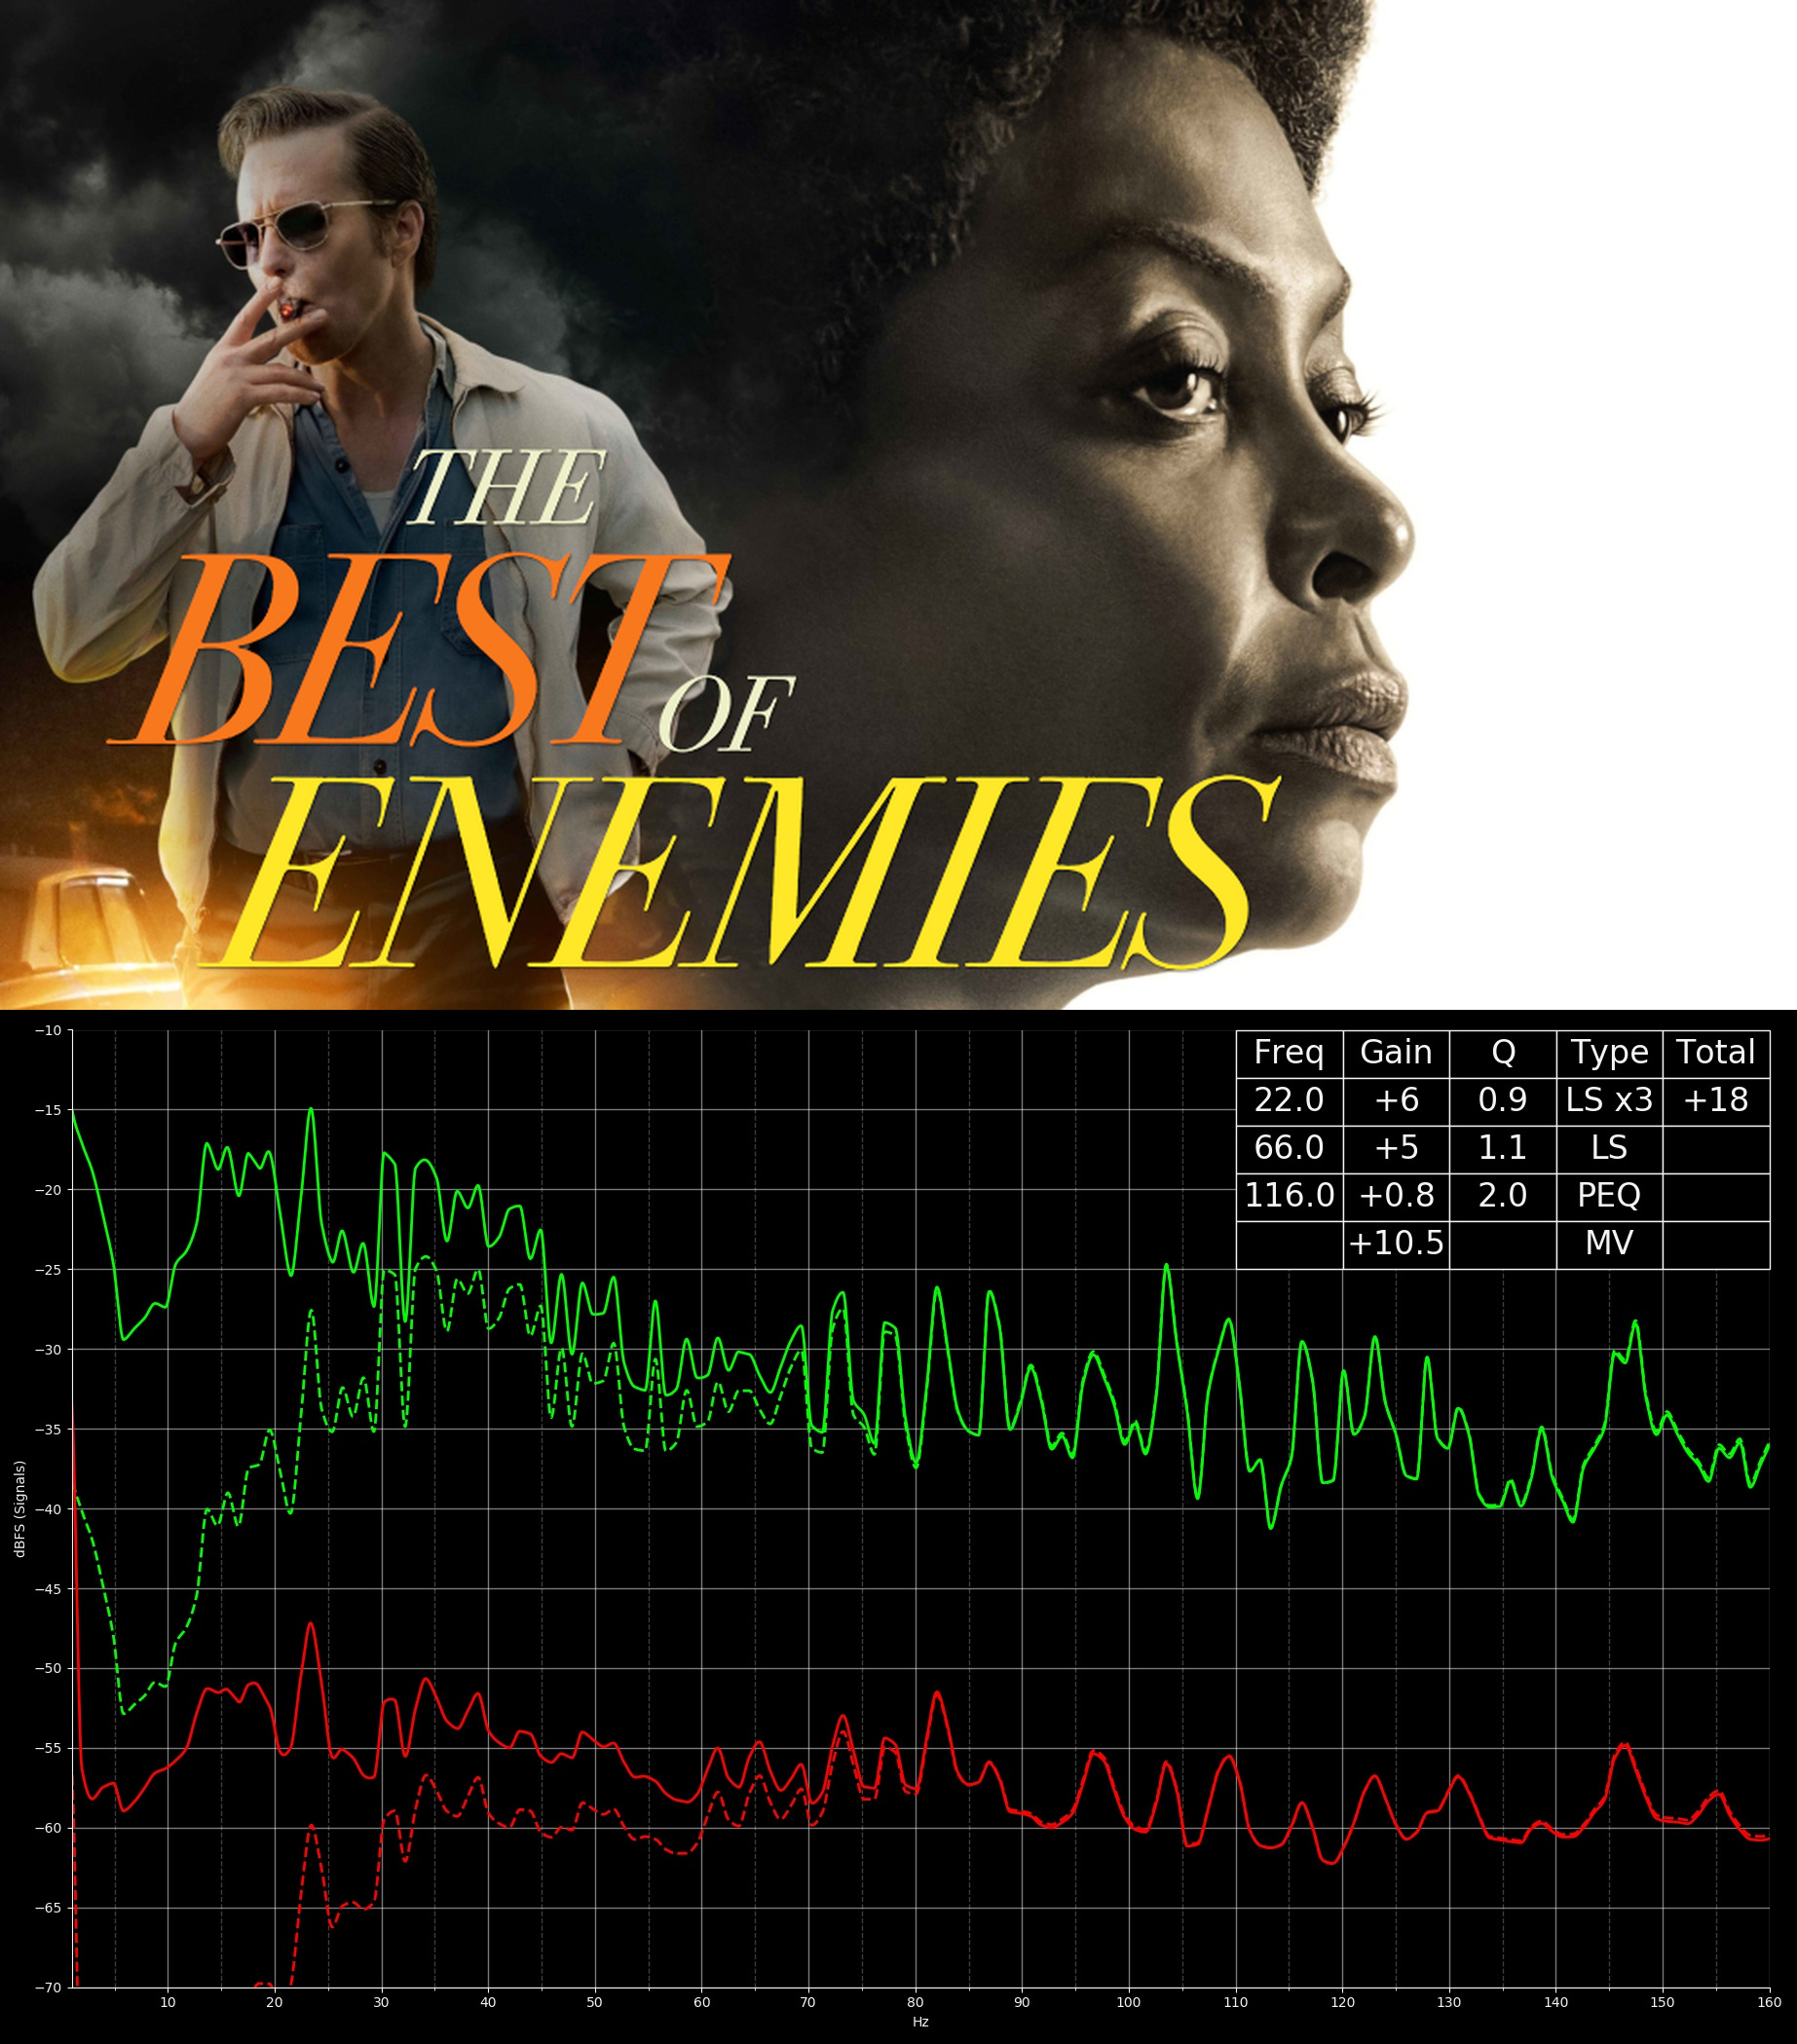 THE
BEST
OF
ENEMIES
Freq Gain Q Type Total
22.0 +6 0.9 LS x3 +18
66.0 +5 1.1 LS
116.0 +0.8 2.0 PEQ
+10.5 MV
−10
−15
−20
−25
−30
−35
−40
−45
−50
−55
−60
−65
−70
dBFS (Signals)
10 20 30 40 50 60 70 80 90 100 110 120 130 140 150 160
Hz